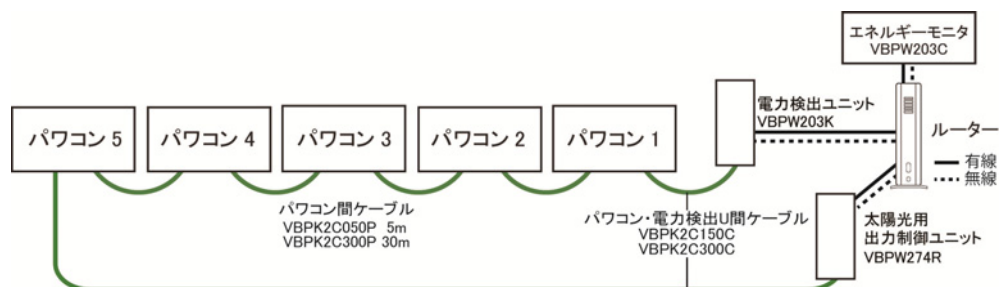 エネルギーモニタ
VBPW203C
電力検出ユニット
VBPW203K
ルーター
有線
無線
パワコン 5
パワコン 4
パワコン 3
パワコン 2
パワコン 1
パワコン間ケーブル
VBPK2C050P 5m
VBPK2C300P 30m
パワコン・電力検出U間ケーブル
VBPK2C150C
VBPK2C300C
太陽光用
出力制御ユニット
VBPW274R